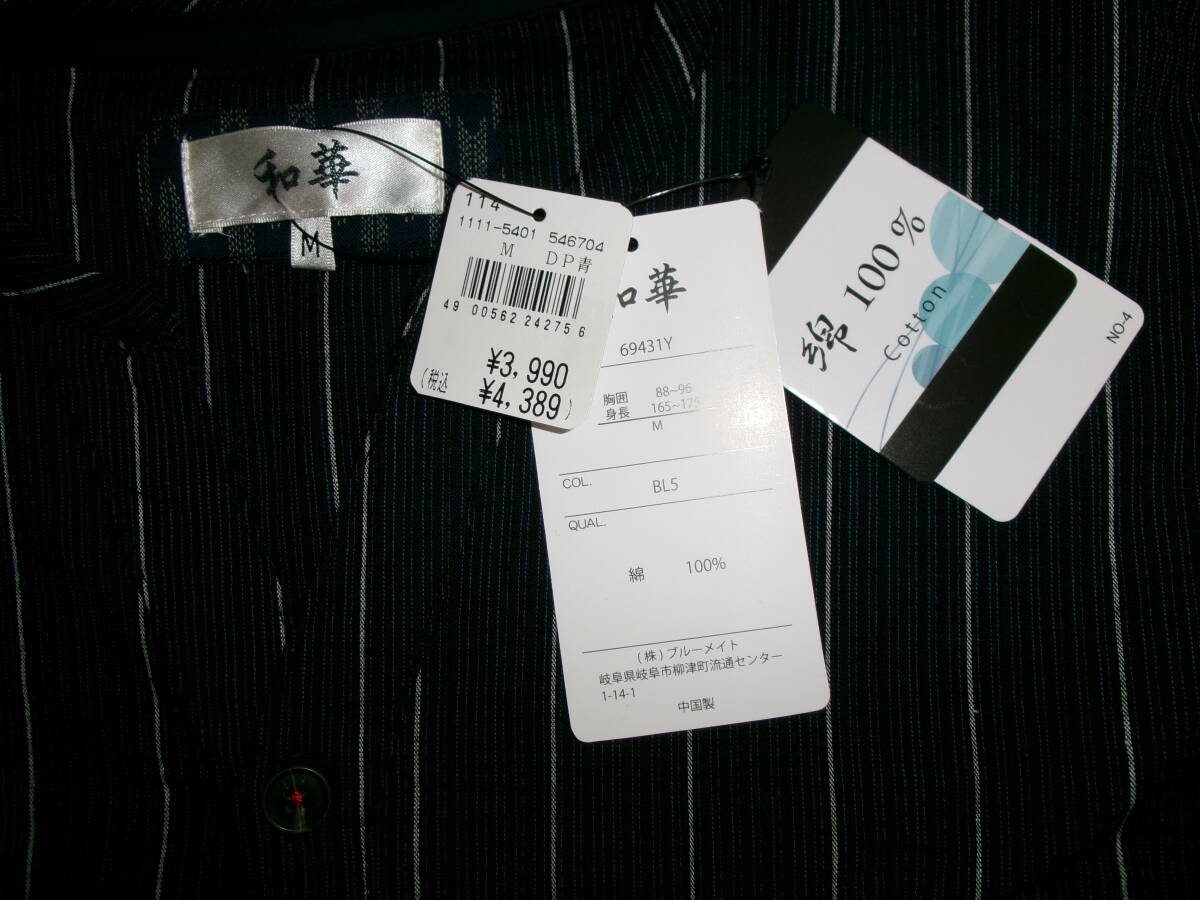 和華
M
114
1111-5401 546704
M DP青
49 00562 24275 6
¥3,990
(税込 ¥4,389)
和華
69431Y
胸囲 88~96
身長 165~175
M
COL. BL5
QUAL.
綿 100%
(株)ブルーメイト
岐阜県岐阜市柳津町流通センター
1-14-1
中国製
綿 100%
Cotton
NO-4